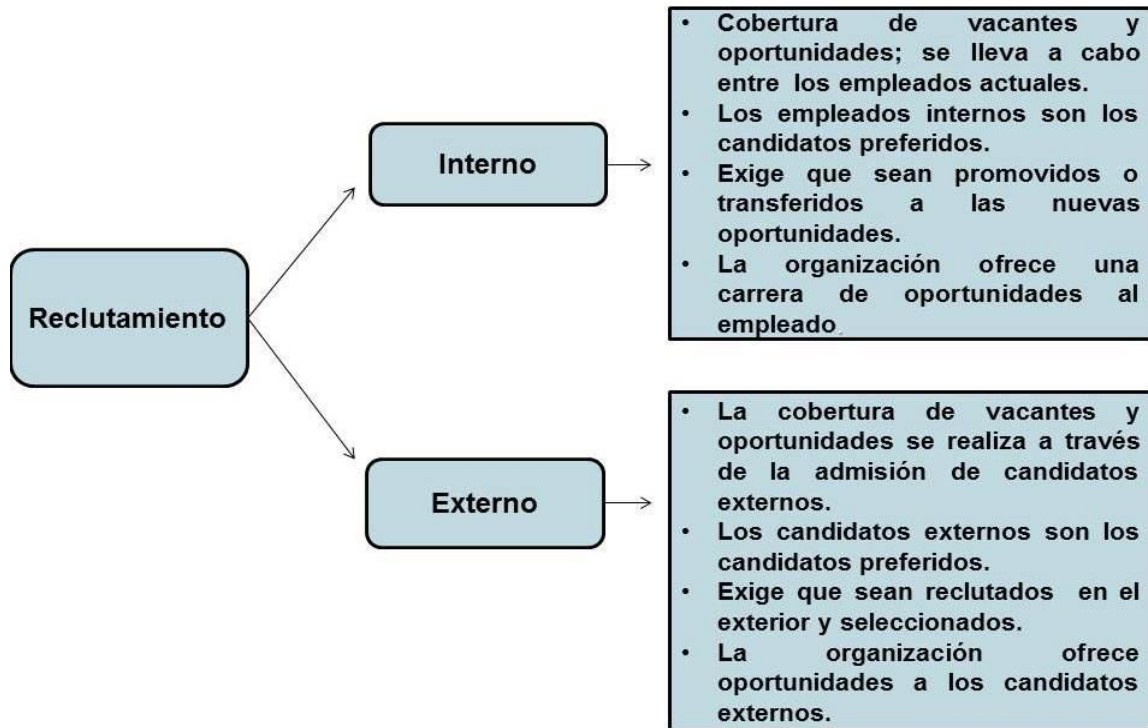 Reclutamiento
Interno
• Cobertura de vacantes y
oportunidades; se lleva a cabo
entre los empleados actuales.
• Los empleados internos son los
candidatos preferidos.
• Exige que sean promovidos o
transferidos a las nuevas
oportunidades.
• La organización ofrece una
carrera de oportunidades al
empleado.
Externo
• La cobertura de vacantes y
oportunidades se realiza a través
de la admisión de candidatos
externos.
• Los candidatos externos son los
candidatos preferidos.
• Exige que sean reclutados en el
exterior y seleccionados.
• La organización ofrece
oportunidades a los candidatos
externos.